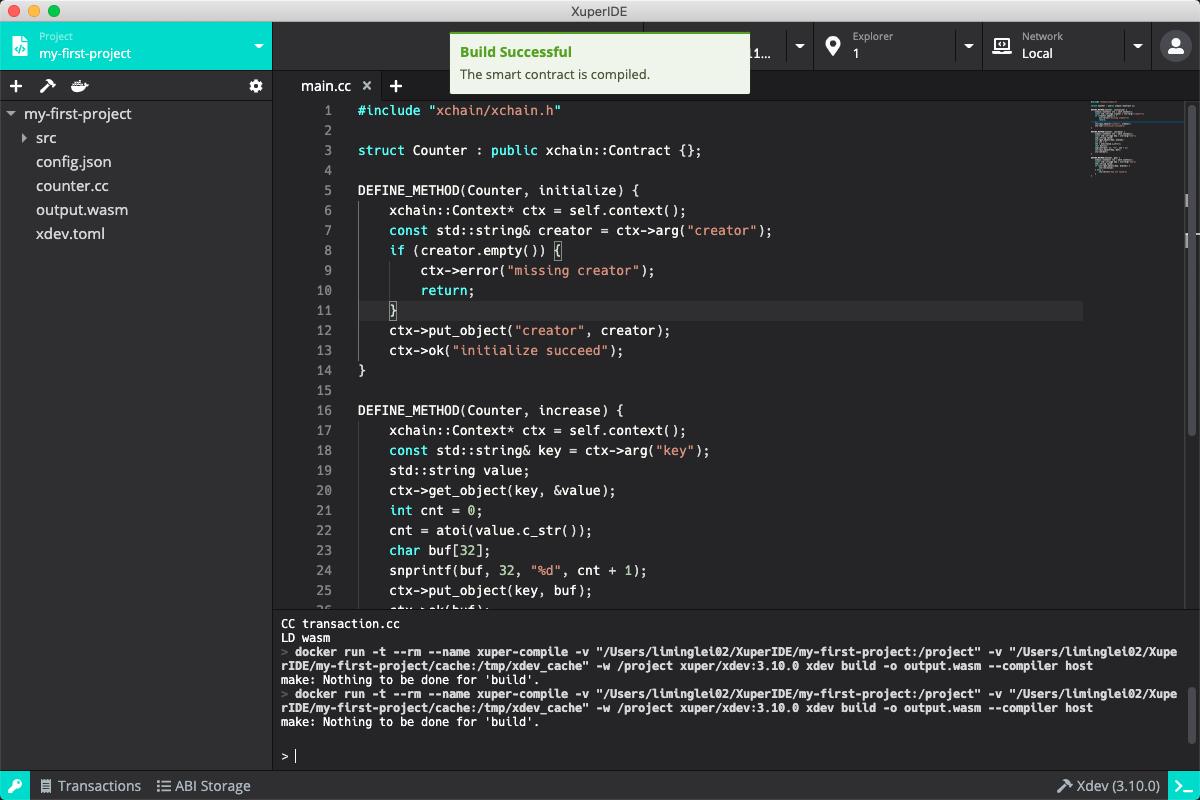 XuperIDE
Project
my-first-project
Build Successful
The smart contract is compiled.
11...
Explorer
1
Network
Local
main.cc
my-first-project
src
config.json
counter.cc
output.wasm
xdev.toml
1 #include "xchain/xchain.h"
2
3 struct Counter : public xchain::Contract {};
4
5 DEFINE_METHOD(Counter, initialize) {
6 xchain::Context* ctx = self.context();
7 const std::string& creator = ctx->arg("creator");
8 if (creator.empty()) {
9 ctx->error("missing creator");
10 return;
11 }
12 ctx->put_object("creator", creator);
13 ctx->ok("initialize succeed");
14 }
15
16 DEFINE_METHOD(Counter, increase) {
17 xchain::Context* ctx = self.context();
18 const std::string& key = ctx->arg("key");
19 std::string value;
20 ctx->get_object(key, &value);
21 int cnt = 0;
22 cnt = atoi(value.c_str());
23 char buf[32];
24 snprintf(buf, 32, "%d", cnt + 1);
25 ctx->put_object(key, buf);
26 ctx->ok(buf);
CC transaction.cc
LD wasm
> docker run -t --rm --name xuper-compile -v "/Users/liminglei02/XuperIDE/my-first-project:/project" -v "/Users/liminglei02/Xupe
rIDE/my-first-project/cache:/tmp/xdev_cache" -w /project xuper/xdev:3.10.0 xdev build -o output.wasm --compiler host
make: Nothing to be done for 'build'.
> docker run -t --rm --name xuper-compile -v "/Users/liminglei02/XuperIDE/my-first-project:/project" -v "/Users/liminglei02/Xupe
rIDE/my-first-project/cache:/tmp/xdev_cache" -w /project xuper/xdev:3.10.0 xdev build -o output.wasm --compiler host
make: Nothing to be done for 'build'.
>
Transactions
ABI Storage
Xdev (3.10.0)